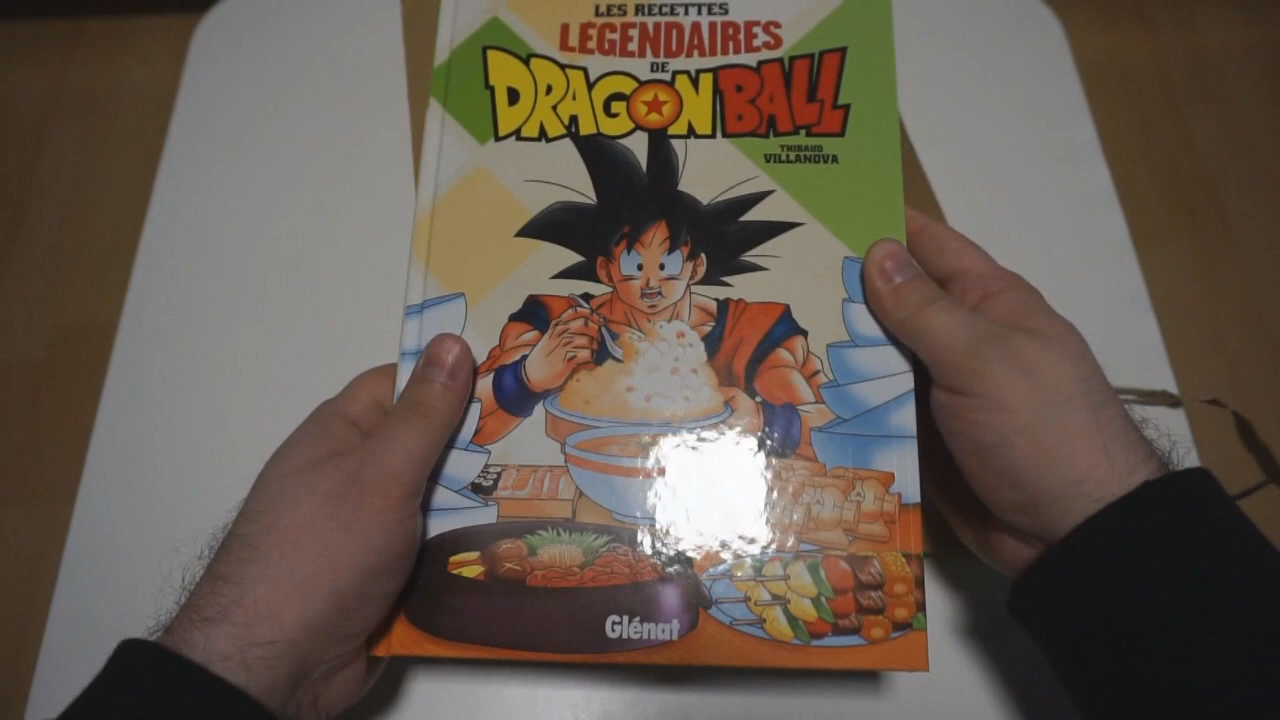 LES RECETTES
LÉGENDAIRES
DE
DRAGON BALL
THIBAUD
VILLANOVA
Glénat